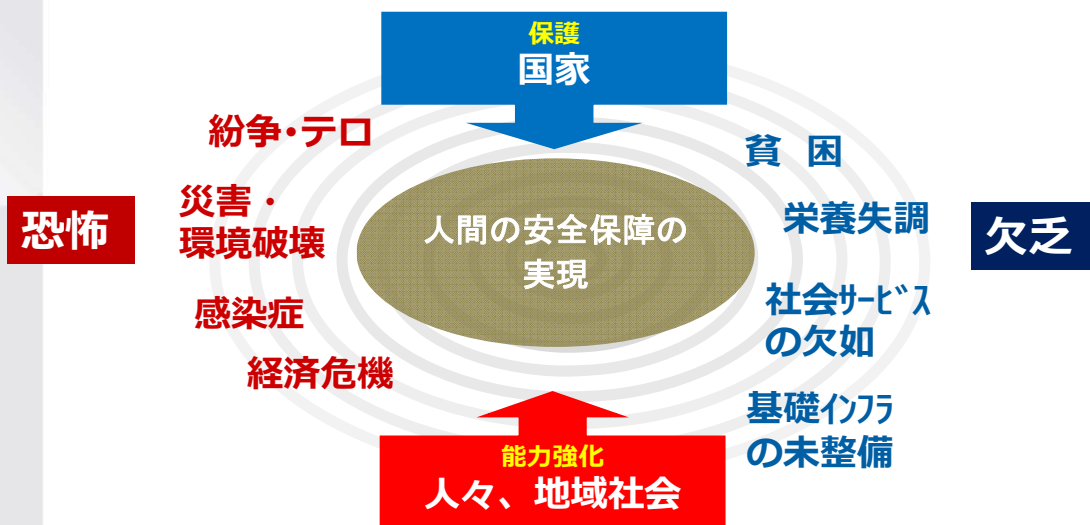 保護
国家
紛争・テロ
災害・
環境破壊
感染症
経済危機
恐怖
人間の安全保障の
実現
貧 困
栄養失調
社会ｻｰﾋﾞｽ
の欠如
基礎ｲﾝﾌﾗ
の未整備
欠乏
能力強化
人々、地域社会